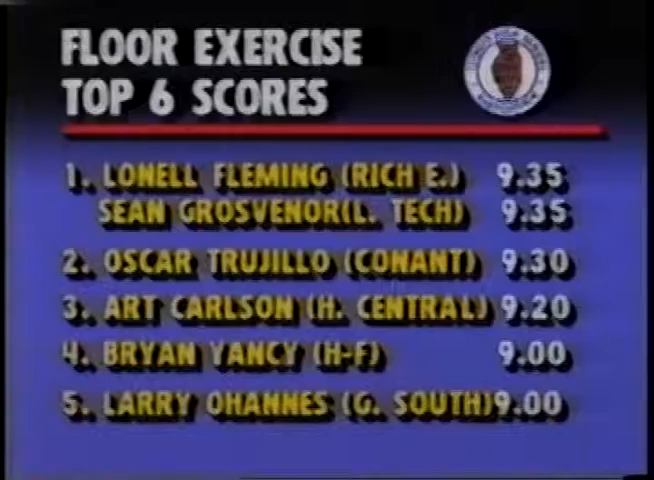 FLOOR EXERCISE
TOP 6 SCORES
1. LONELL FLEMING (RICH E.) 9.35
SEAN GROSVENOR(L. TECH) 9.35
2. OSCAR TRUJILLO (CONANT) 9.30
3. ART CARLSON (H. CENTRAL) 9.20
4. BRYAN YANCY (H-F) 9.00
5. LARRY OHANNES (G. SOUTH)9.00